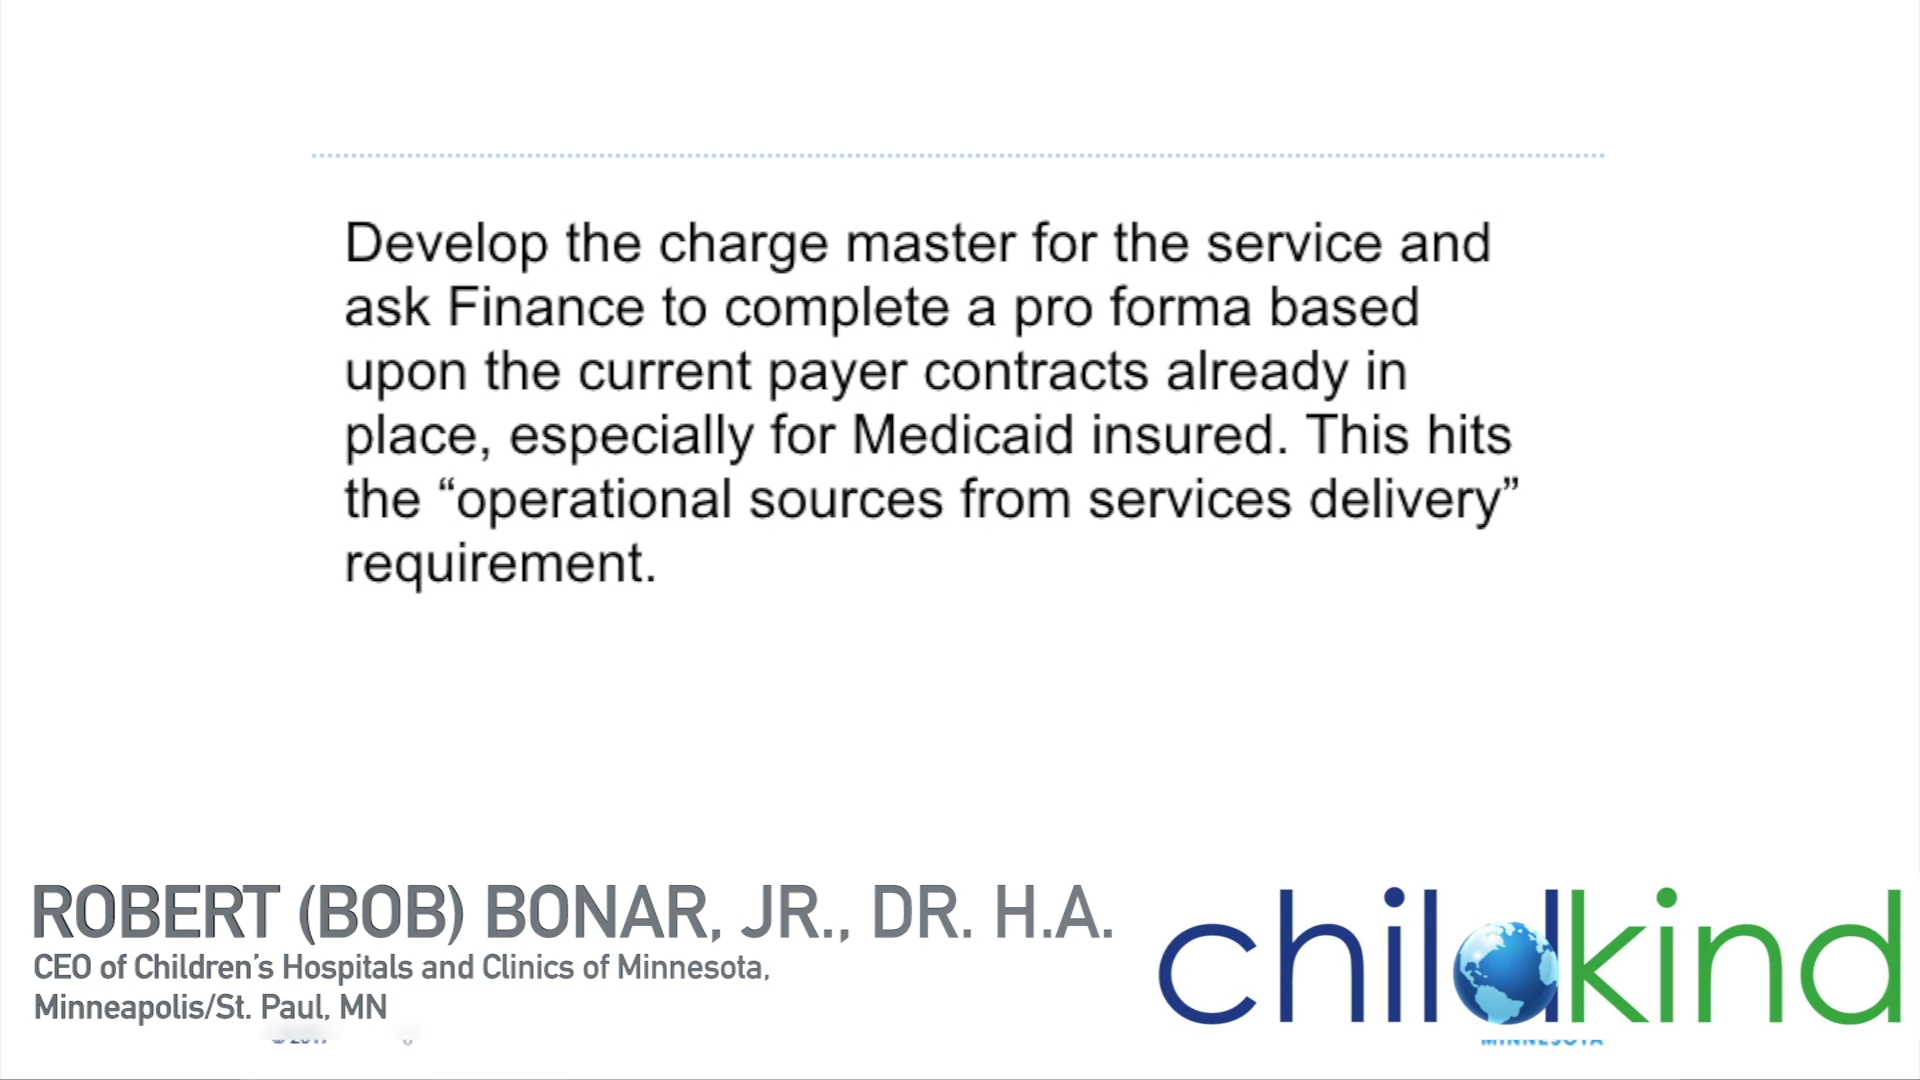 Develop the charge master for the service and
ask Finance to complete a pro forma based
upon the current payer contracts already in
place, especially for Medicaid insured. This hits
the “operational sources from services delivery”
requirement.
ROBERT (BOB) BONAR, JR., DR. H.A.
CEO of Children’s Hospitals and Clinics of Minnesota,
Minneapolis/St. Paul, MN
childkind
© 2017
MINNESOTA